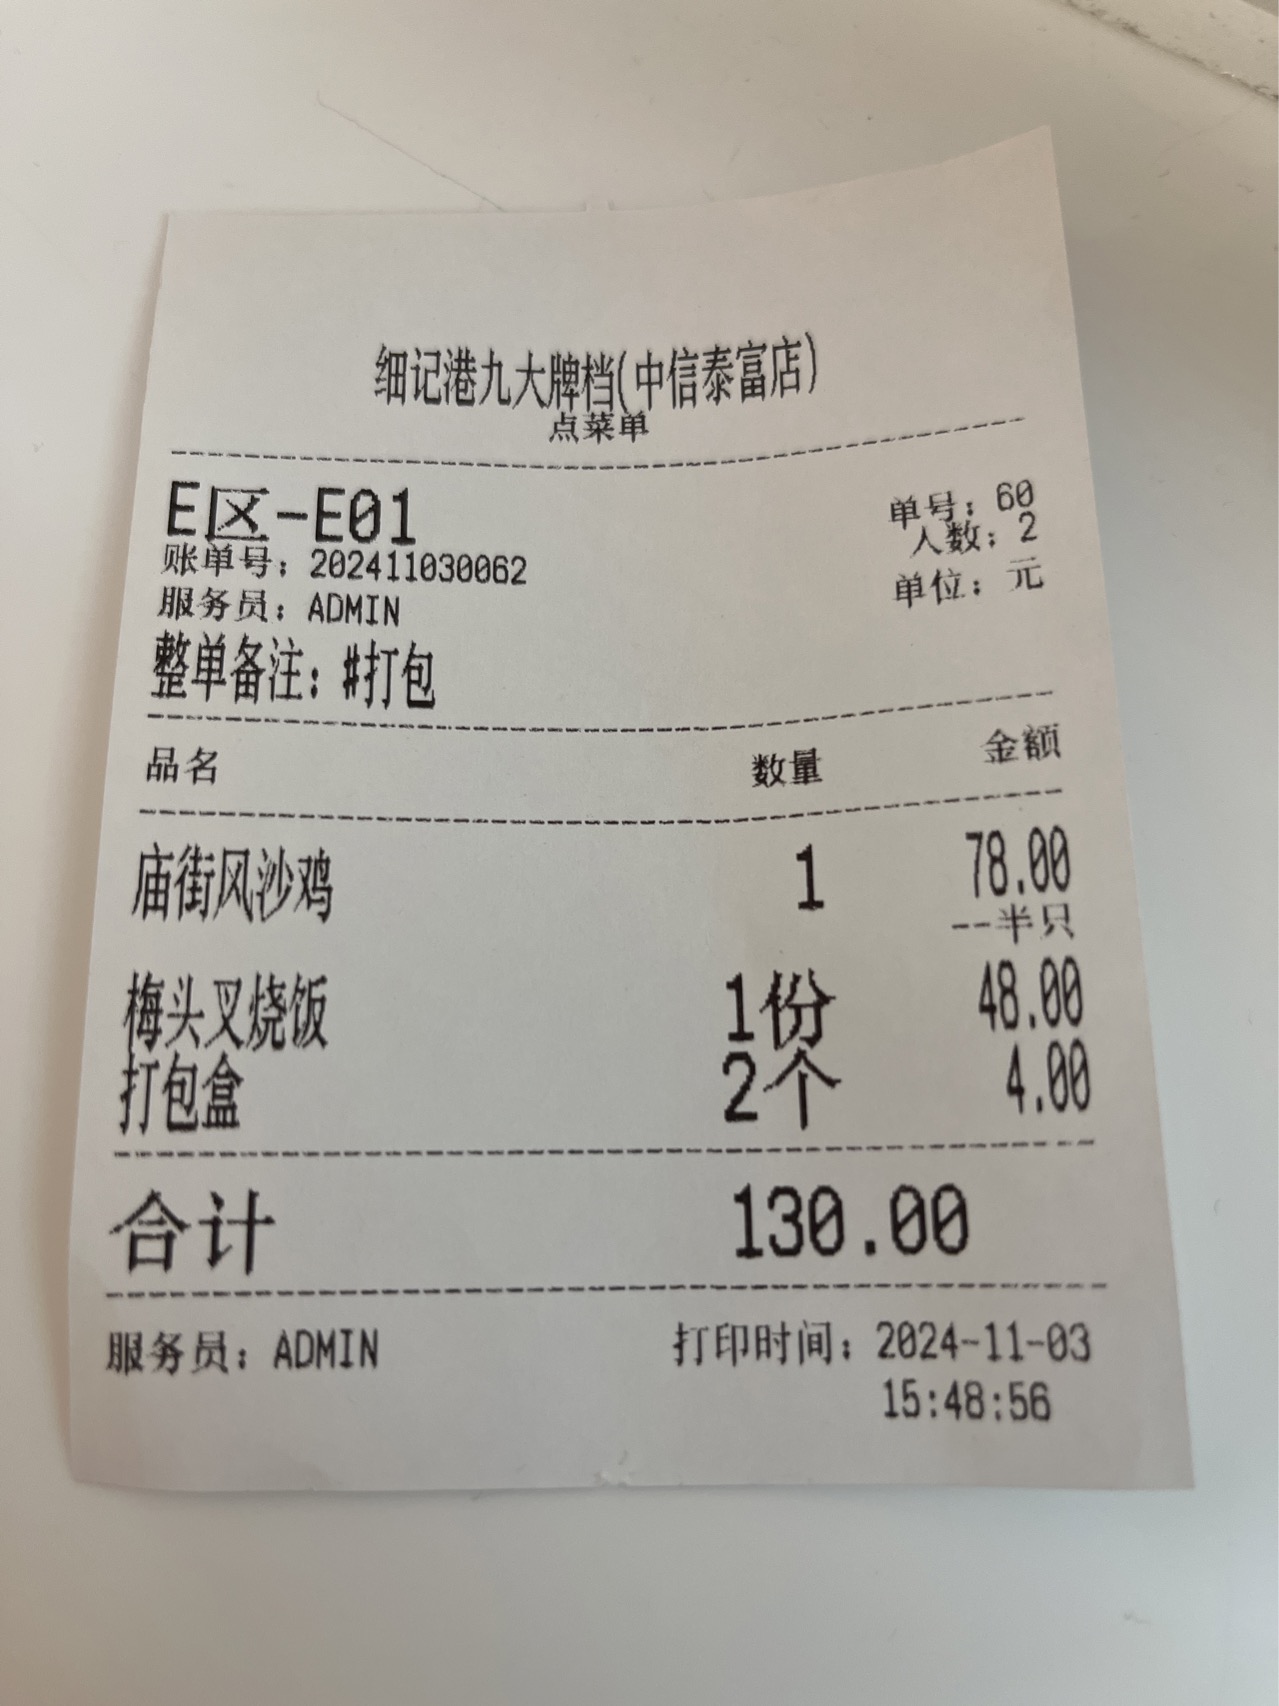 细记港九大牌档(中信泰富店)
点菜单
E区-E01
单号：60
人数：2
账单号：202411030062
单位：元
服务员：ADMIN
整单备注：#打包
品名 数量 金额
庙街风沙鸡 1 78.00
--半只
梅头叉烧饭 1份 48.00
打包盒 2个 4.00
合计 130.00
服务员：ADMIN 打印时间：2024-11-03
15:48:56